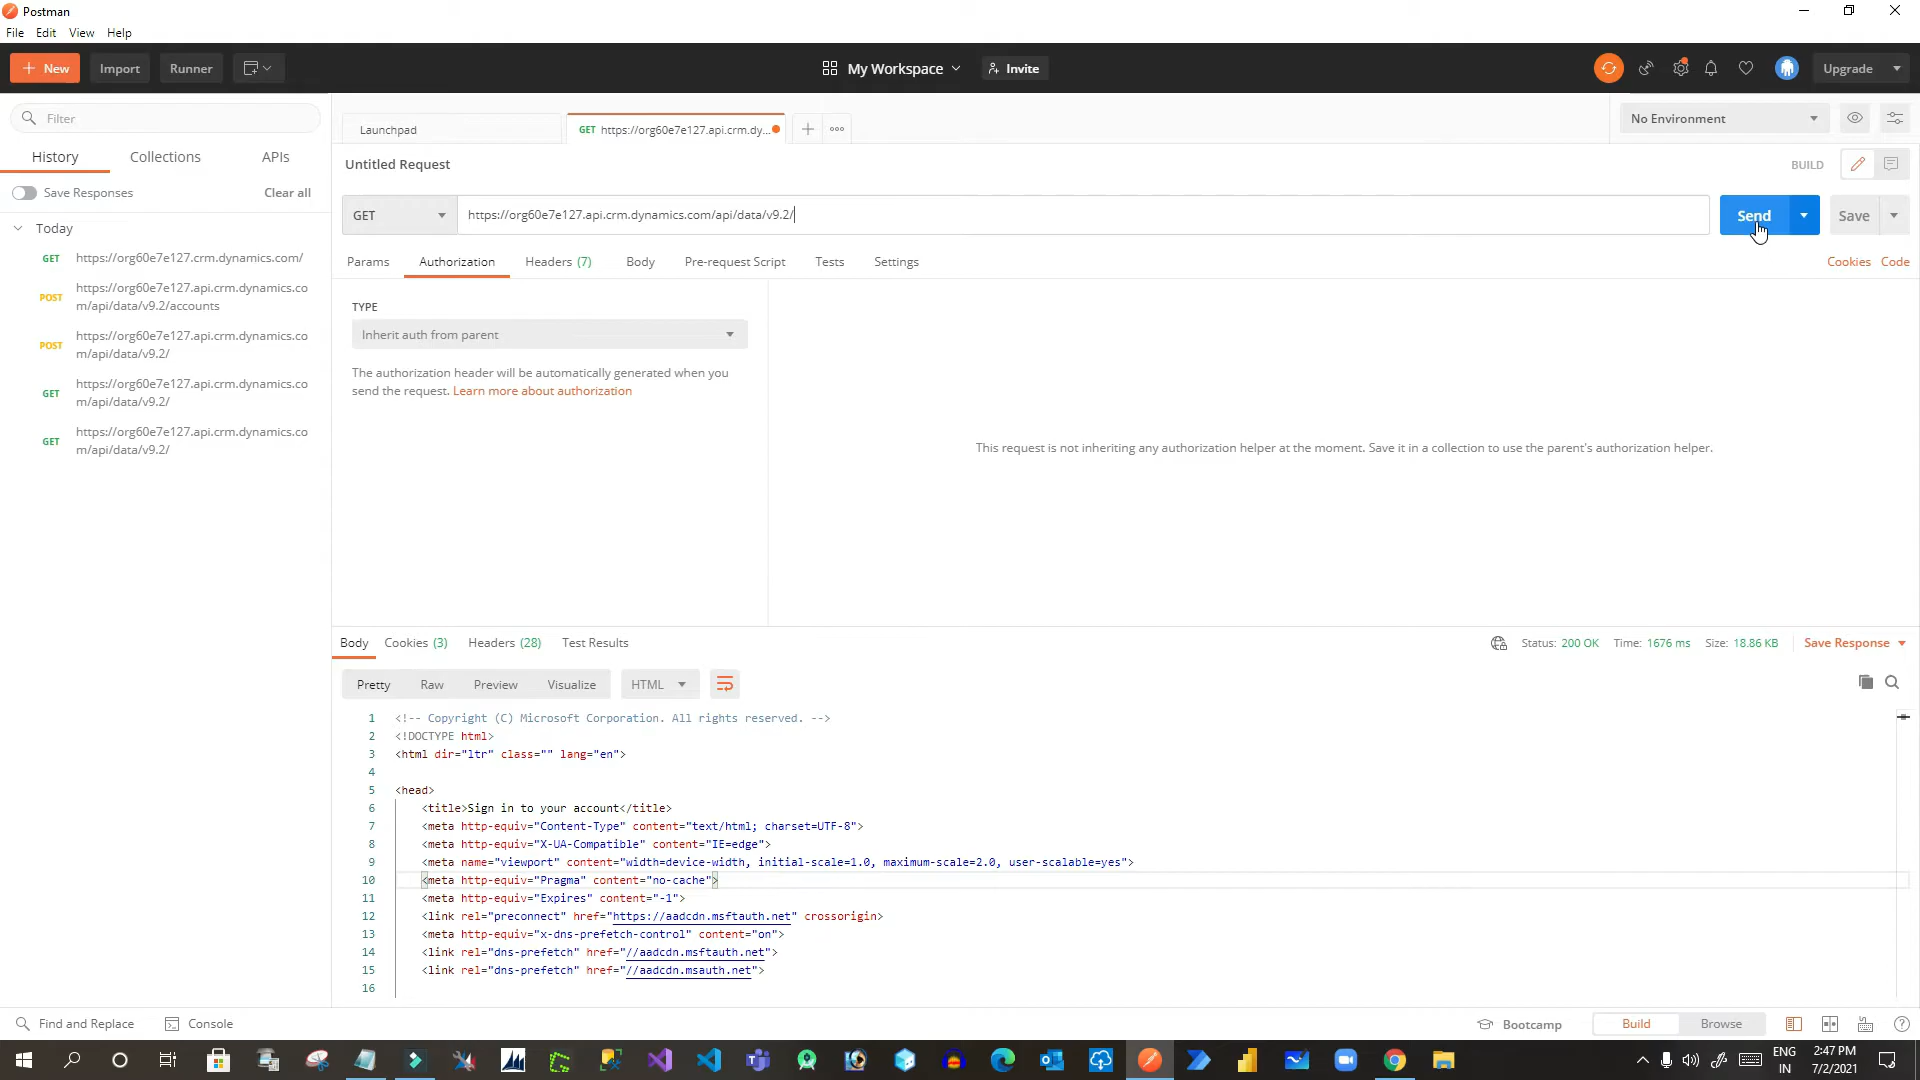 Postman
File Edit View Help
New Import Runner My Workspace Invite Upgrade
Filter
History Collections APIs
Save Responses Clear all
Today
GET https://org60e7e127.crm.dynamics.com/
POST https://org60e7e127.api.crm.dynamics.co
m/api/data/v9.2/accounts
POST https://org60e7e127.api.crm.dynamics.co
m/api/data/v9.2/
GET https://org60e7e127.api.crm.dynamics.co
m/api/data/v9.2/
GET https://org60e7e127.api.crm.dynamics.co
m/api/data/v9.2/
Launchpad GET https://org60e7e127.api.crm.dy... No Environment
Untitled Request BUILD
GET https://org60e7e127.api.crm.dynamics.com/api/data/v9.2/ Send Save
Params Authorization Headers (7) Body Pre-request Script Tests Settings Cookies Code
TYPE
Inherit auth from parent
The authorization header will be automatically generated when you
send the request. Learn more about authorization
This request is not inheriting any authorization helper at the moment. Save it in a collection to use the parent's authorization helper.
Body Cookies (3) Headers (28) Test Results Status: 200 OK Time: 1676 ms Size: 18.86 KB Save Response
Pretty Raw Preview Visualize HTML
1 <!-- Copyright (C) Microsoft Corporation. All rights reserved. -->
2 <!DOCTYPE html>
3 <html dir="ltr" class="" lang="en">
4
5 <head>
6 <title>Sign in to your account</title>
7 <meta http-equiv="Content-Type" content="text/html; charset=UTF-8">
8 <meta http-equiv="X-UA-Compatible" content="IE=edge">
9 <meta name="viewport" content="width=device-width, initial-scale=1.0, maximum-scale=2.0, user-scalable=yes">
10 <meta http-equiv="Pragma" content="no-cache">
11 <meta http-equiv="Expires" content="-1">
12 <link rel="preconnect" href="https://aadcdn.msftauth.net" crossorigin>
13 <meta http-equiv="x-dns-prefetch-control" content="on">
14 <link rel="dns-prefetch" href="//aadcdn.msftauth.net">
15 <link rel="dns-prefetch" href="//aadcdn.msauth.net">
16
Find and Replace Console Bootcamp Build Browse
ENG 2:47 PM
IN 7/2/2021